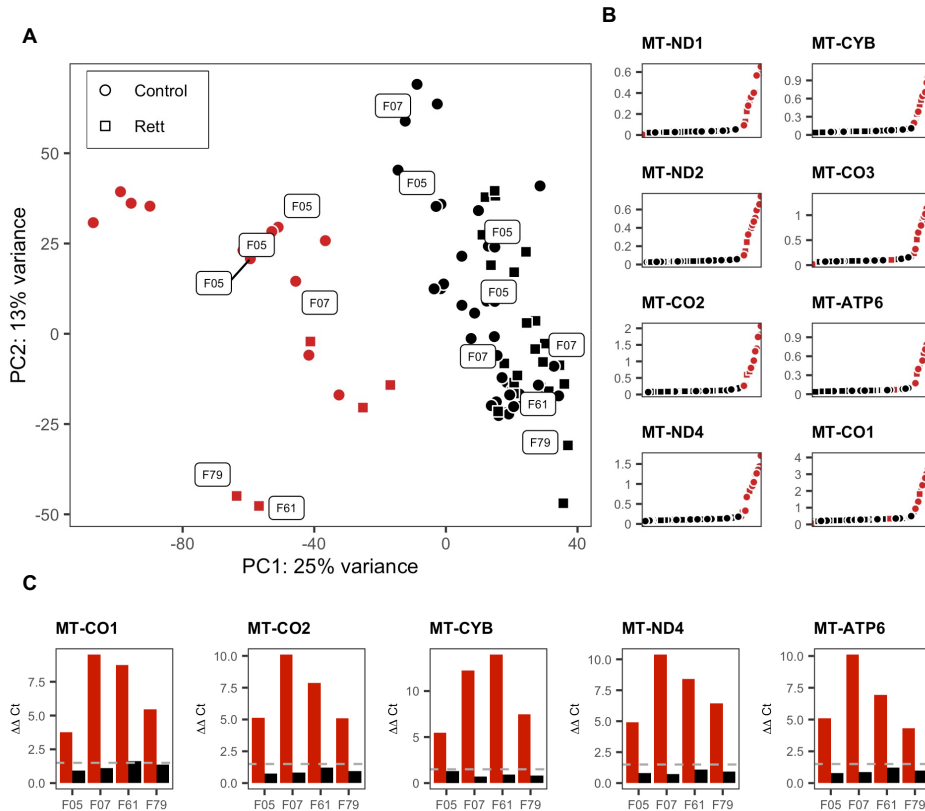 A
Control
Rett
F07
F05
F05
F05
F05
F05
F05
F07
F07
F07
F61
F79
F79
F61
50
25
0
-25
-50
PC2: 13% variance
-80
-40
0
40
PC1: 25% variance
B
MT-ND1
MT-CYB
0.6
0.4
0.2
0
0.9
0.6
0.3
0
MT-ND2
MT-CO3
0.6
0.4
0.2
0
1
0.5
0
MT-CO2
MT-ATP6
2
1.5
1
0.5
0
0.9
0.6
0.3
0
MT-ND4
MT-CO1
1.5
1
0.5
0
4
3
2
1
0
C
MT-CO1
MT-CO2
MT-CYB
MT-ND4
MT-ATP6
ΔΔ Ct
7.5
5.0
2.5
0.0
F05 F07 F61 F79
ΔΔ Ct
10.0
7.5
5.0
2.5
0.0
F05 F07 F61 F79
ΔΔ Ct
10
5
0
F05 F07 F61 F79
ΔΔ Ct
10.0
7.5
5.0
2.5
0.0
F05 F07 F61 F79
ΔΔ Ct
10.0
7.5
5.0
2.5
0.0
F05 F07 F61 F79